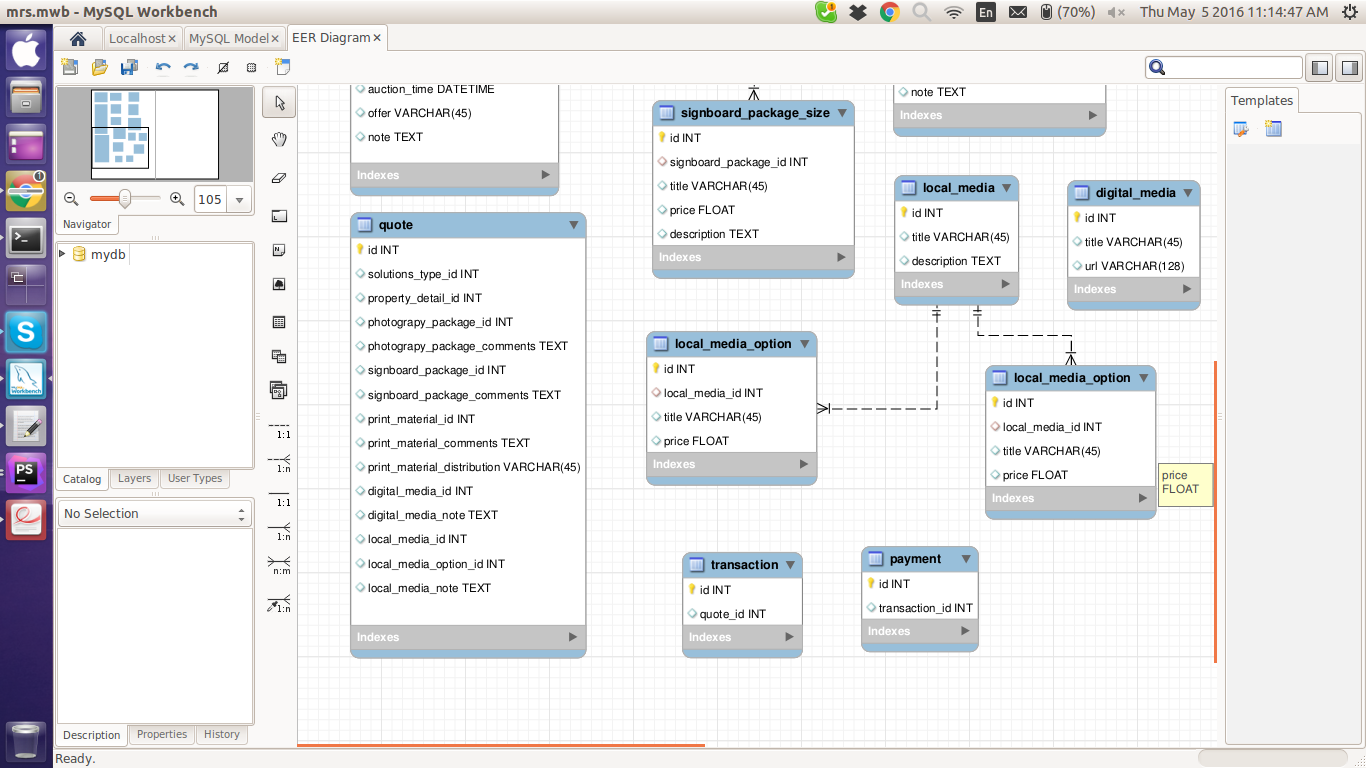 mrs.mwb - MySQL Workbench
En
(70%)
Thu May 5 2016 11:14:47 AM
Localhost
MySQL Model
EER Diagram
105
Navigator
mydb
Catalog
Layers
User Types
No Selection
Description
Properties
History
Ready.
1:1
1:n
1:1
1:n
n:m
1:n
auction_time DATETIME
offer VARCHAR(45)
note TEXT
Indexes
quote
id INT
solutions_type_id INT
property_detail_id INT
photograpy_package_id INT
photograpy_package_comments TEXT
signboard_package_id INT
signboard_package_comments TEXT
print_material_id INT
print_material_comments TEXT
print_material_distribution VARCHAR(45)
digital_media_id INT
digital_media_note TEXT
local_media_id INT
local_media_option_id INT
local_media_note TEXT
Indexes
signboard_package_size
id INT
signboard_package_id INT
title VARCHAR(45)
price FLOAT
description TEXT
Indexes
note TEXT
Indexes
local_media
id INT
title VARCHAR(45)
description TEXT
Indexes
digital_media
id INT
title VARCHAR(45)
url VARCHAR(128)
Indexes
local_media_option
id INT
local_media_id INT
title VARCHAR(45)
price FLOAT
Indexes
local_media_option
id INT
local_media_id INT
title VARCHAR(45)
price FLOAT
Indexes
price
FLOAT
transaction
id INT
quote_id INT
Indexes
payment
id INT
transaction_id INT
Indexes
Templates
PS
1